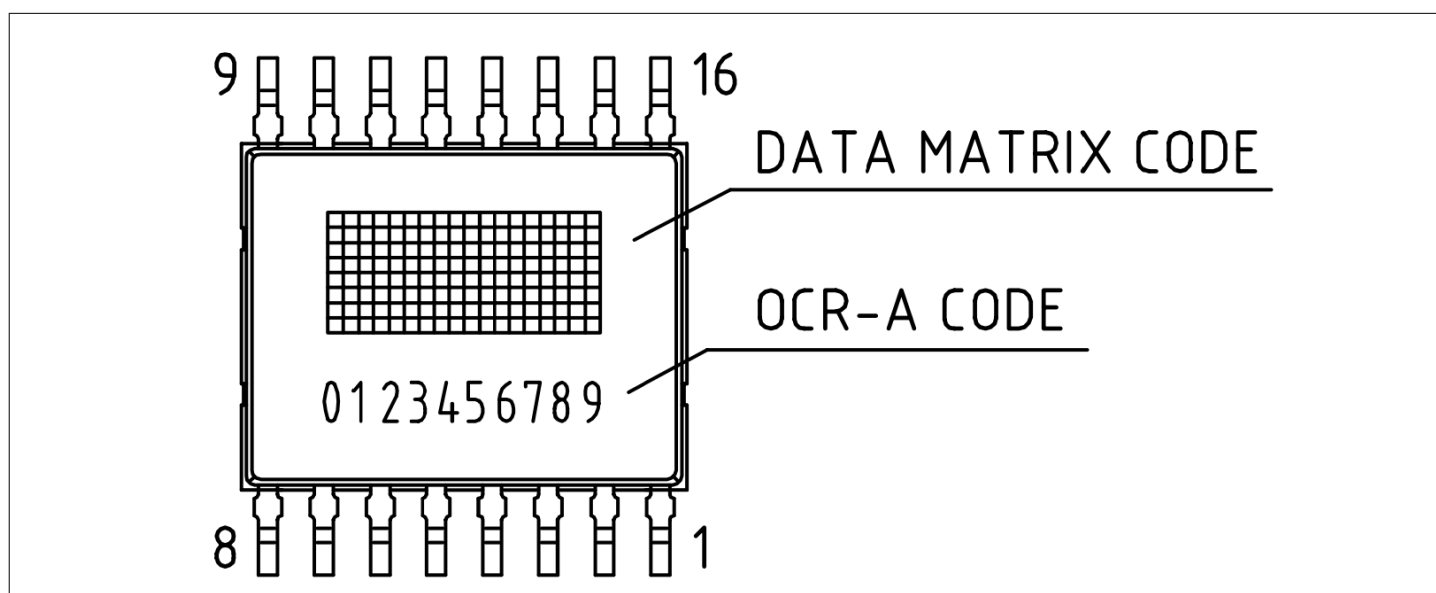 9 16
DATA MATRIX CODE
OCR-A CODE
0123456789
8 1